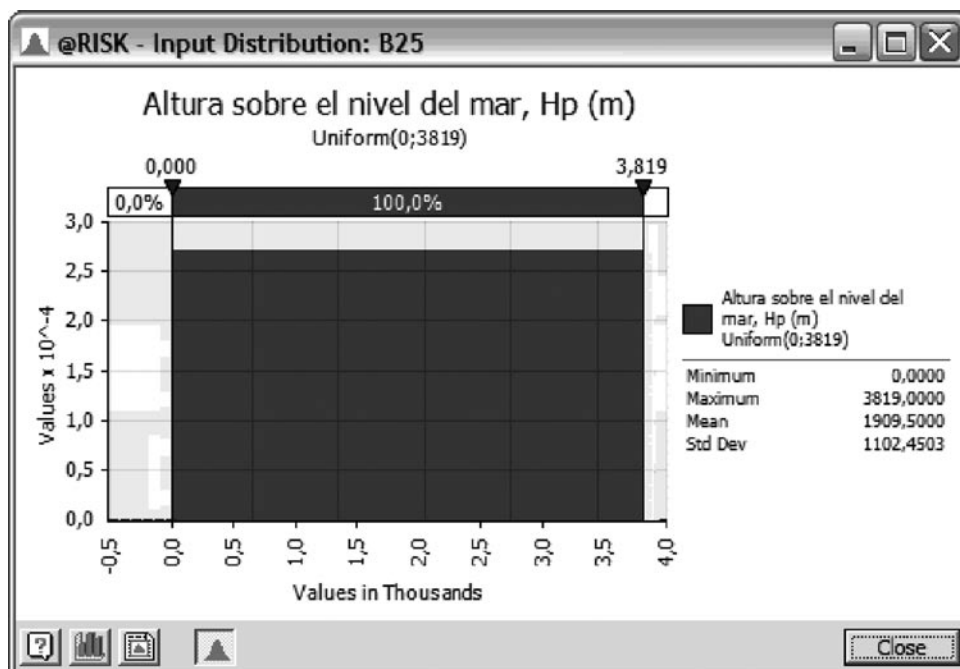 @RISK - Input Distribution: B25
Altura sobre el nivel del mar, Hp (m)
Uniform(0;3819)
0,000 3,819
0,0% 100,0%
3,0
2,5
2,0
1,5
1,0
0,5
0,0
Values x 10^-4
-0,5 0,0 0,5 1,0 1,5 2,0 2,5 3,0 3,5 4,0
Values in Thousands
Altura sobre el nivel del
mar, Hp (m)
Uniform(0;3819)
Minimum 0,0000
Maximum 3819,0000
Mean 1909,5000
Std Dev 1102,4503
Close